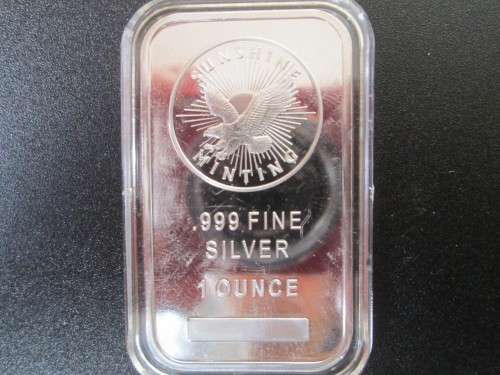 SUNSHINE
MINTING
.999 FINE
SILVER
1 OUNCE